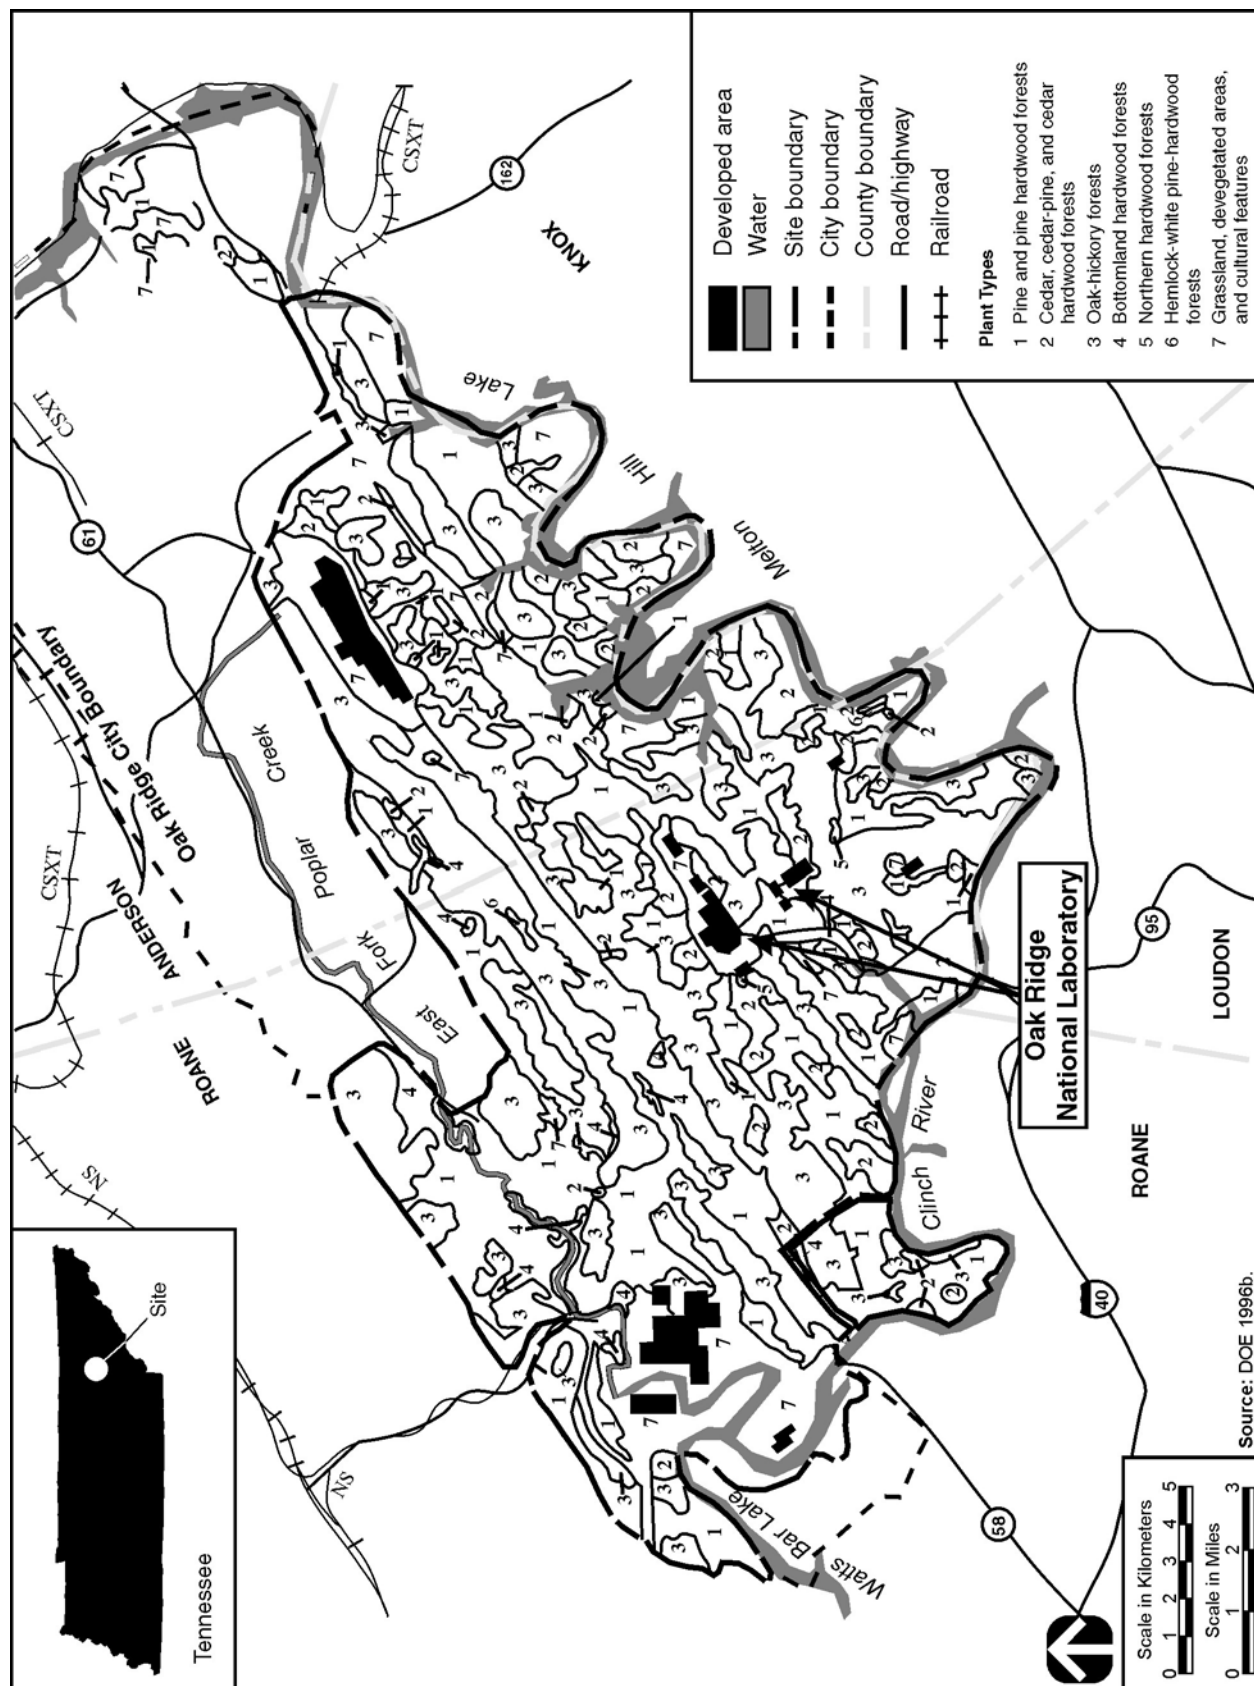 Tennessee
Site
NS
NS
CSXT
CSXT
CSXT
61
162
58
95
40
Oak Ridge City Boundary
ROANE
ANDERSON
KNOX
LOUDON
ROANE
East
Fork
Poplar
Creek
Melton
Hill
Lake
Clinch
River
Watts
Bar Lake
Oak Ridge
National Laboratory
Developed area
Water
Site boundary
City boundary
County boundary
Road/highway
Railroad
Plant Types
1 Pine and pine hardwood forests
2 Cedar, cedar-pine, and cedar
hardwood forests
3 Oak-hickory forests
4 Bottomland hardwood forests
5 Northern hardwood forests
6 Hemlock-white pine-hardwood
forests
7 Grassland, devegetated areas,
and cultural features
Scale in Kilometers
0 1 2 3 4 5
Scale in Miles
0 1 2 3
Source: DOE 1996b.